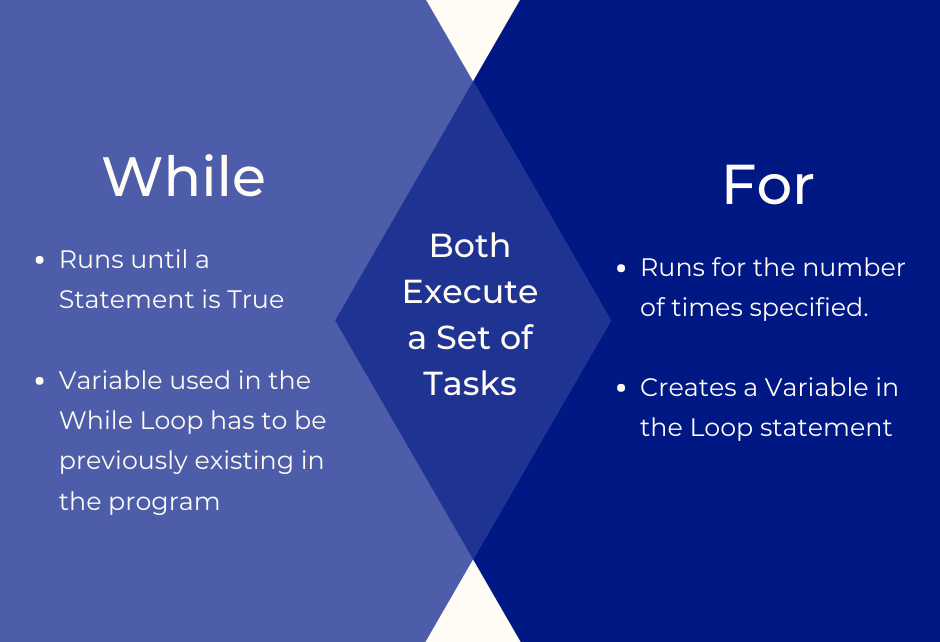 While
• Runs until a
Statement is True
• Variable used in the
While Loop has to be
previously existing in
the program
Both
Execute
a Set of
Tasks
For
• Runs for the number
of times specified.
• Creates a Variable in
the Loop statement